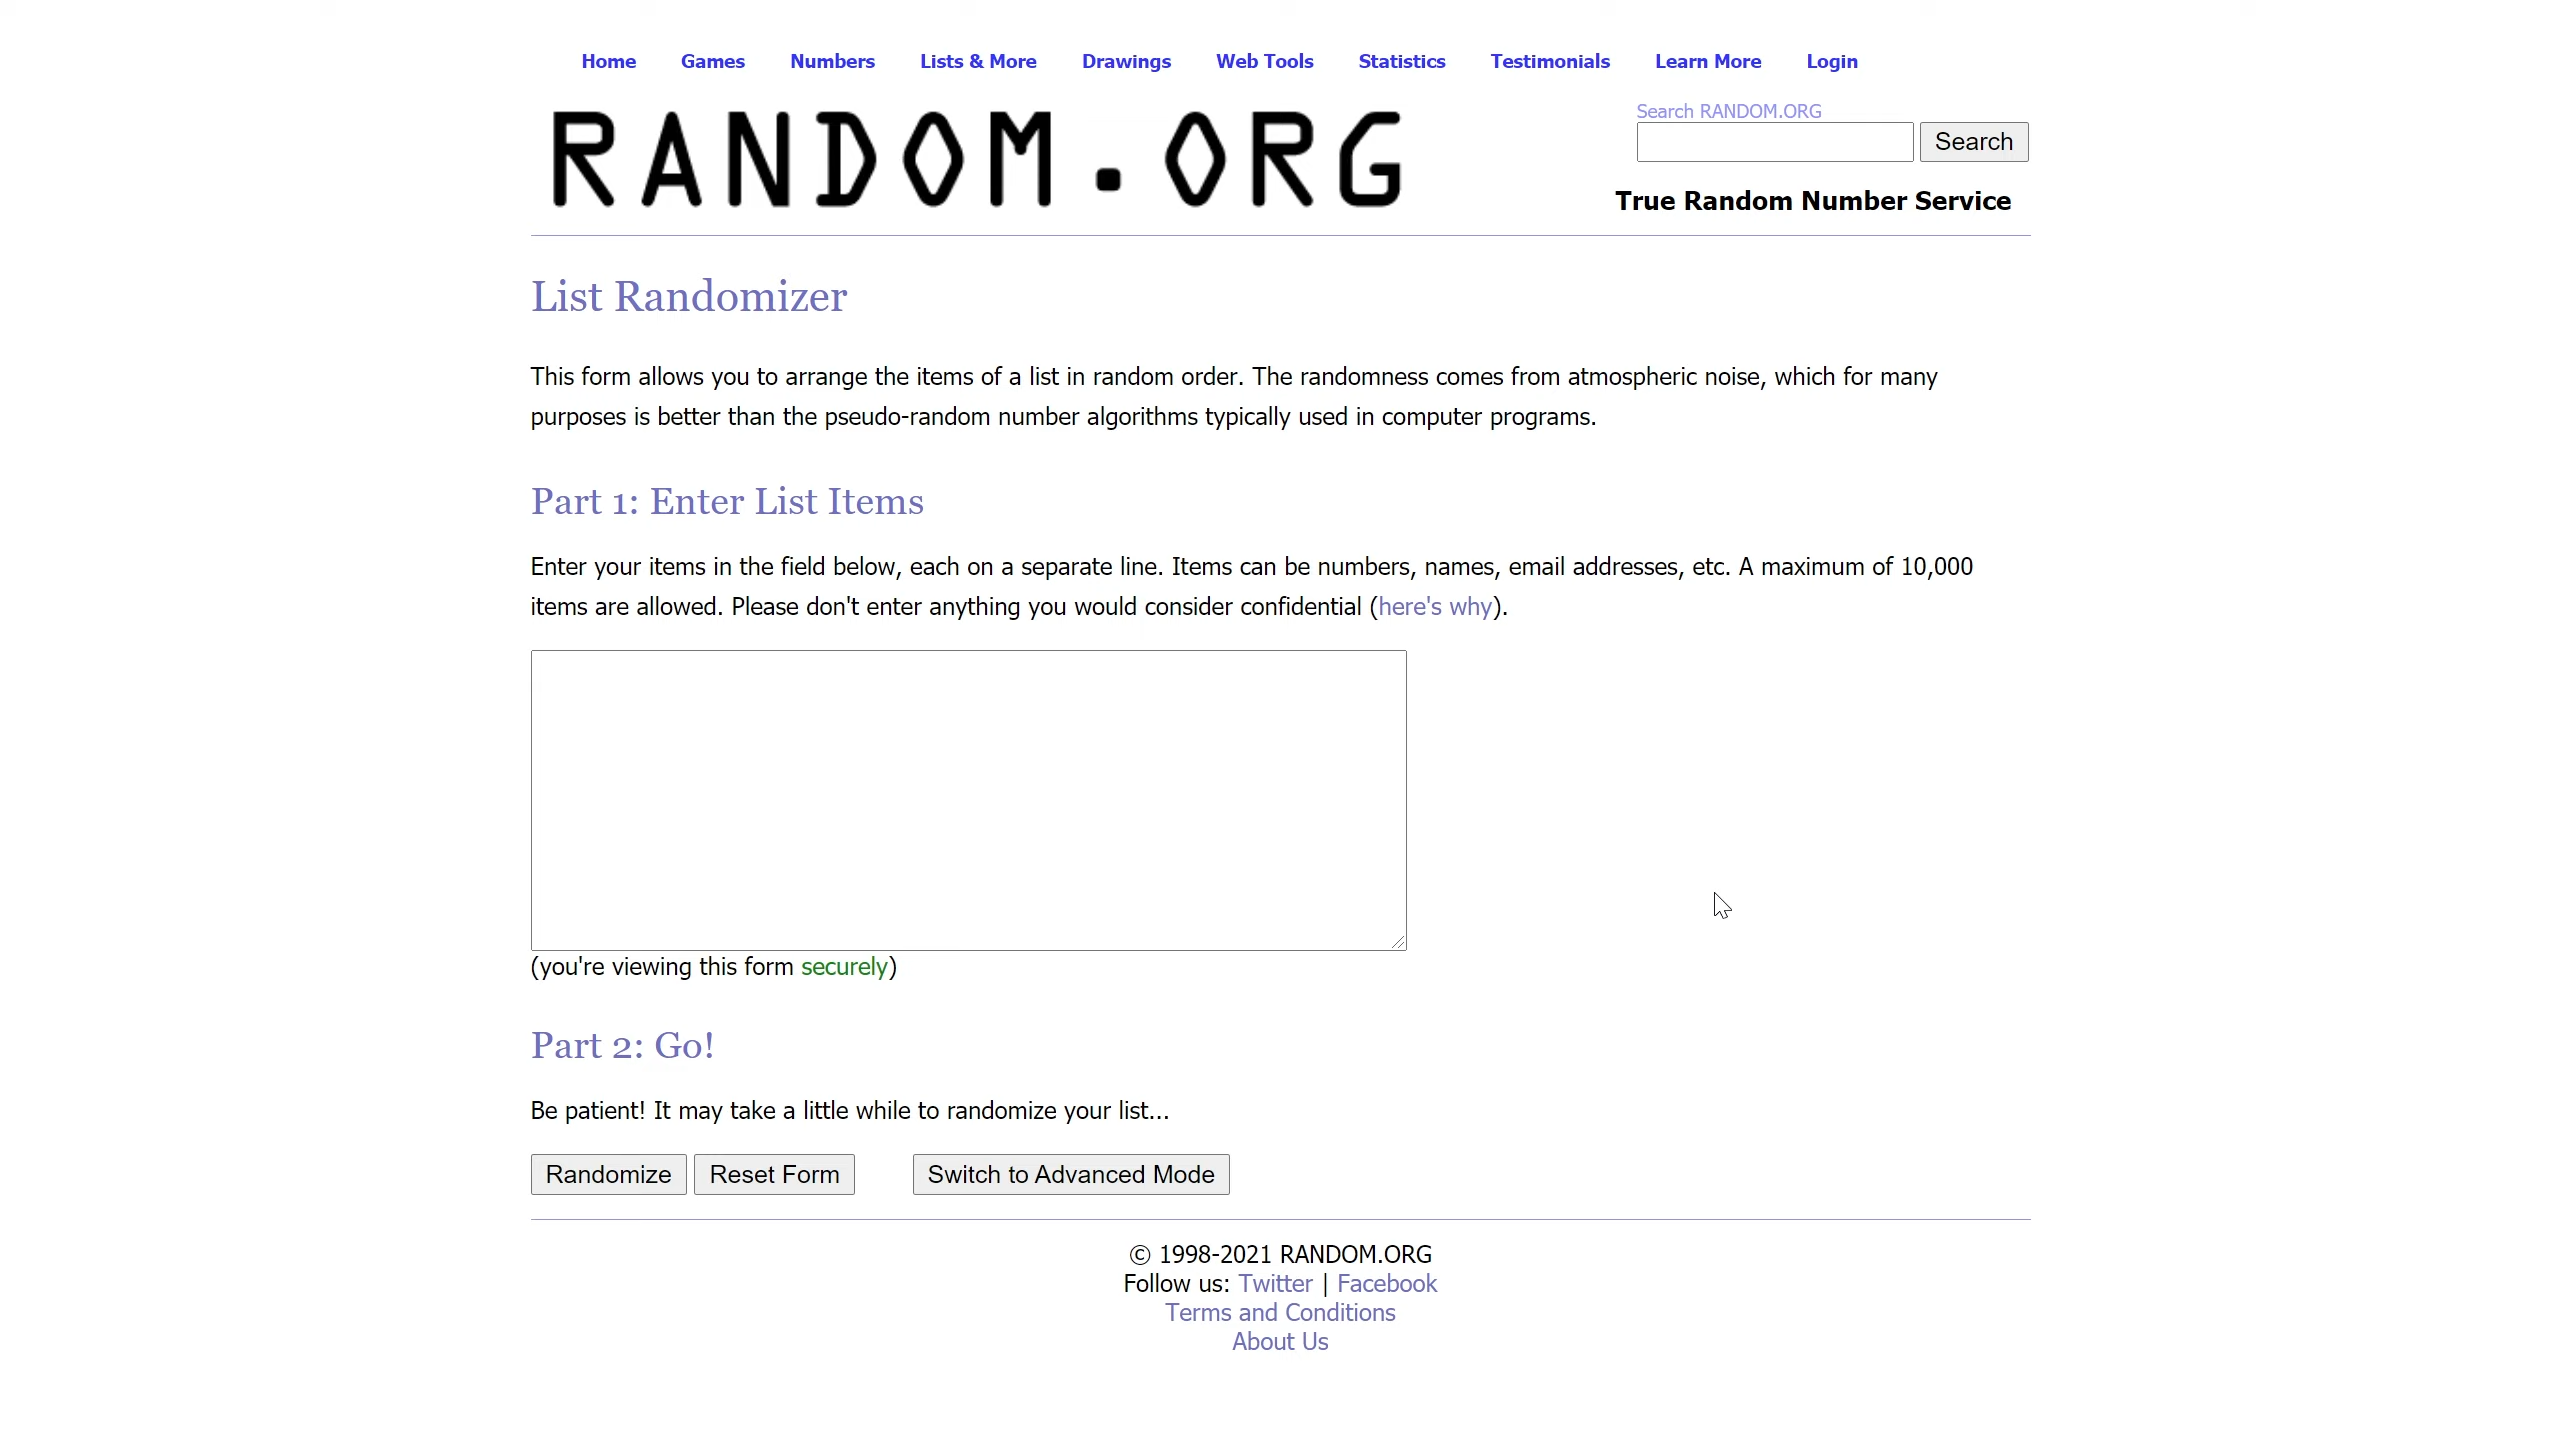 Home Games Numbers Lists & More Drawings Web Tools Statistics Testimonials Learn More Login
RANDOM.ORG
Search RANDOM.ORG
Search
True Random Number Service
List Randomizer
This form allows you to arrange the items of a list in random order. The randomness comes from atmospheric noise, which for many
purposes is better than the pseudo-random number algorithms typically used in computer programs.
Part 1: Enter List Items
Enter your items in the field below, each on a separate line. Items can be numbers, names, email addresses, etc. A maximum of 10,000
items are allowed. Please don't enter anything you would consider confidential (here's why).
(you're viewing this form securely)
Part 2: Go!
Be patient! It may take a little while to randomize your list...
Randomize Reset Form Switch to Advanced Mode
© 1998-2021 RANDOM.ORG
Follow us: Twitter | Facebook
Terms and Conditions
About Us